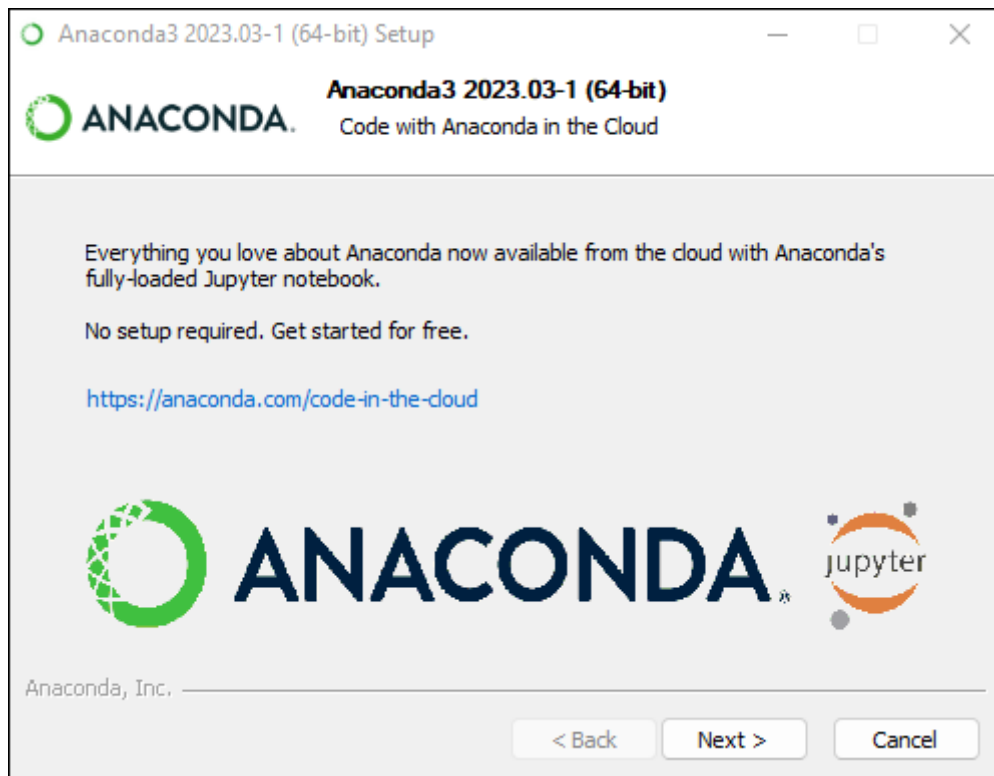 Anaconda3 2023.03-1 (64-bit) Setup
ANACONDA.
Anaconda3 2023.03-1 (64-bit)
Code with Anaconda in the Cloud
Everything you love about Anaconda now available from the cloud with Anaconda's
fully-loaded Jupyter notebook.
No setup required. Get started for free.
https://anaconda.com/code-in-the-cloud
ANACONDA.®
jupyter
Anaconda, Inc.
< Back
Next >
Cancel